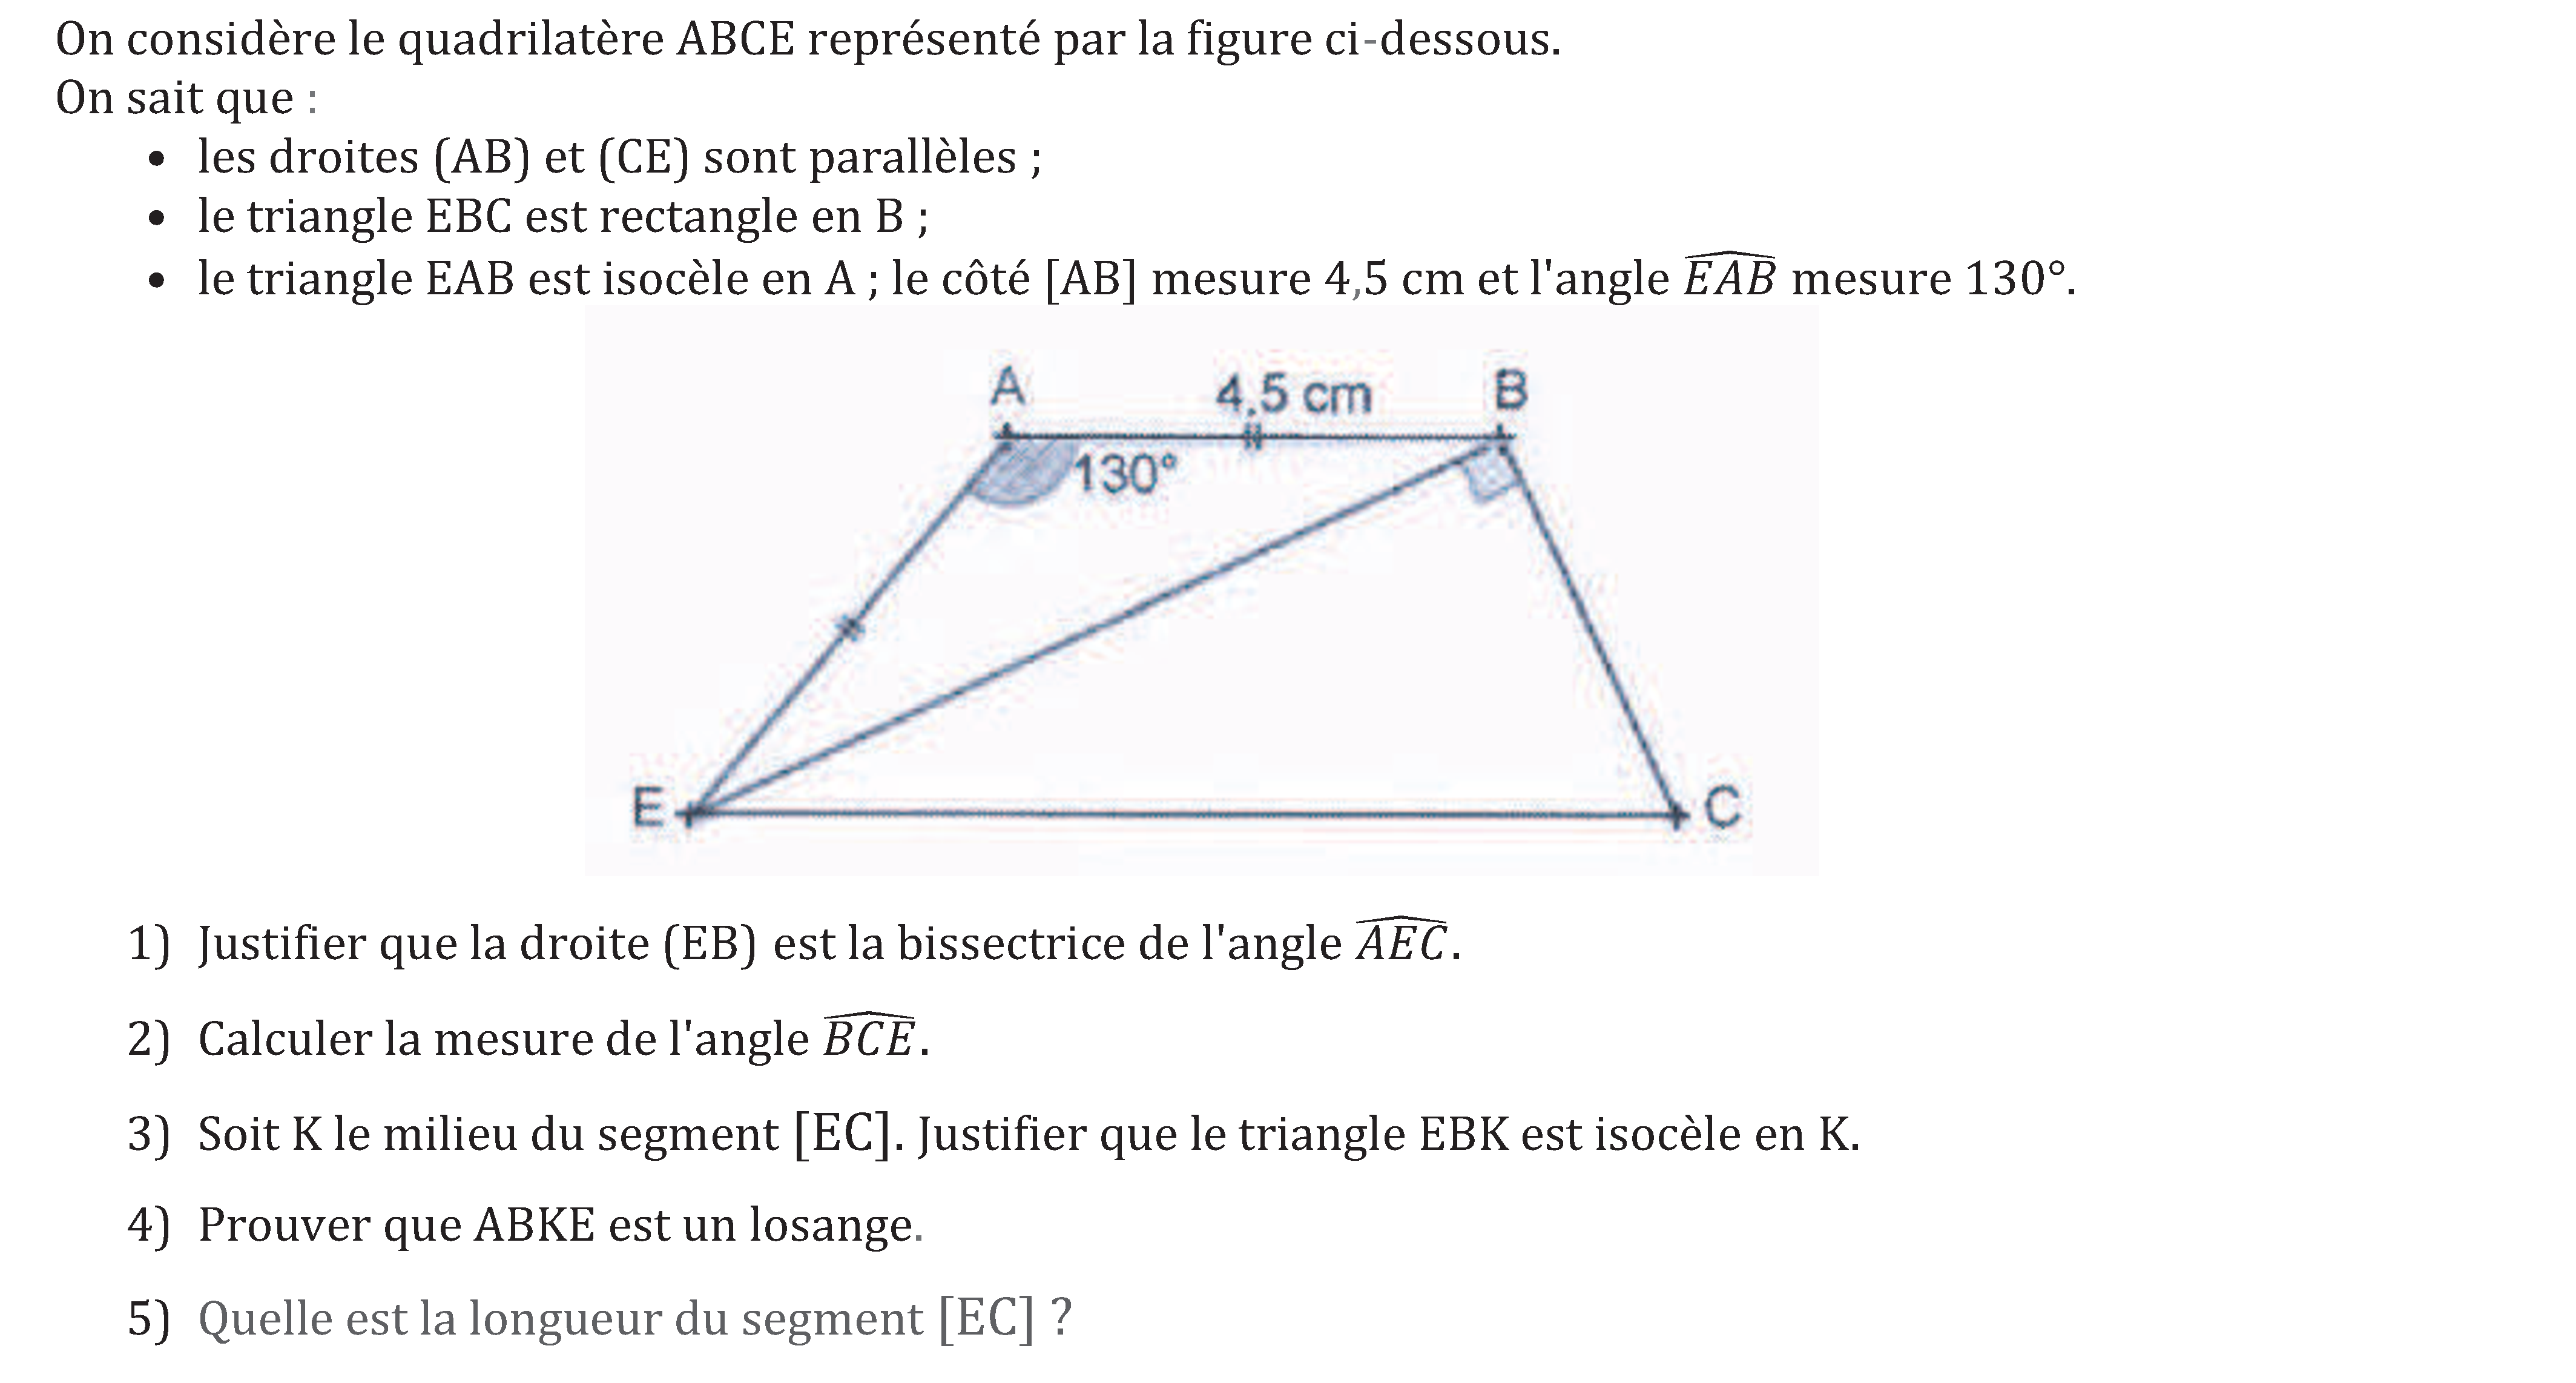 On considère le quadrilatère ABCE représenté par la figure ci-dessous.
On sait que :
• les droites (AB) et (CE) sont parallèles ;
• le triangle EBC est rectangle en B ;
• le triangle EAB est isocèle en A ; le côté [AB] mesure 4,5 cm et l'angle \widehat{EAB} mesure 130°.
A 4.5 cm B
130°
E C
1) Justifier que la droite (EB) est la bissectrice de l'angle \widehat{AEC}.
2) Calculer la mesure de l'angle \widehat{BCE}.
3) Soit K le milieu du segment [EC]. Justifier que le triangle EBK est isocèle en K.
4) Prouver que ABKE est un losange.
5) Quelle est la longueur du segment [EC] ?